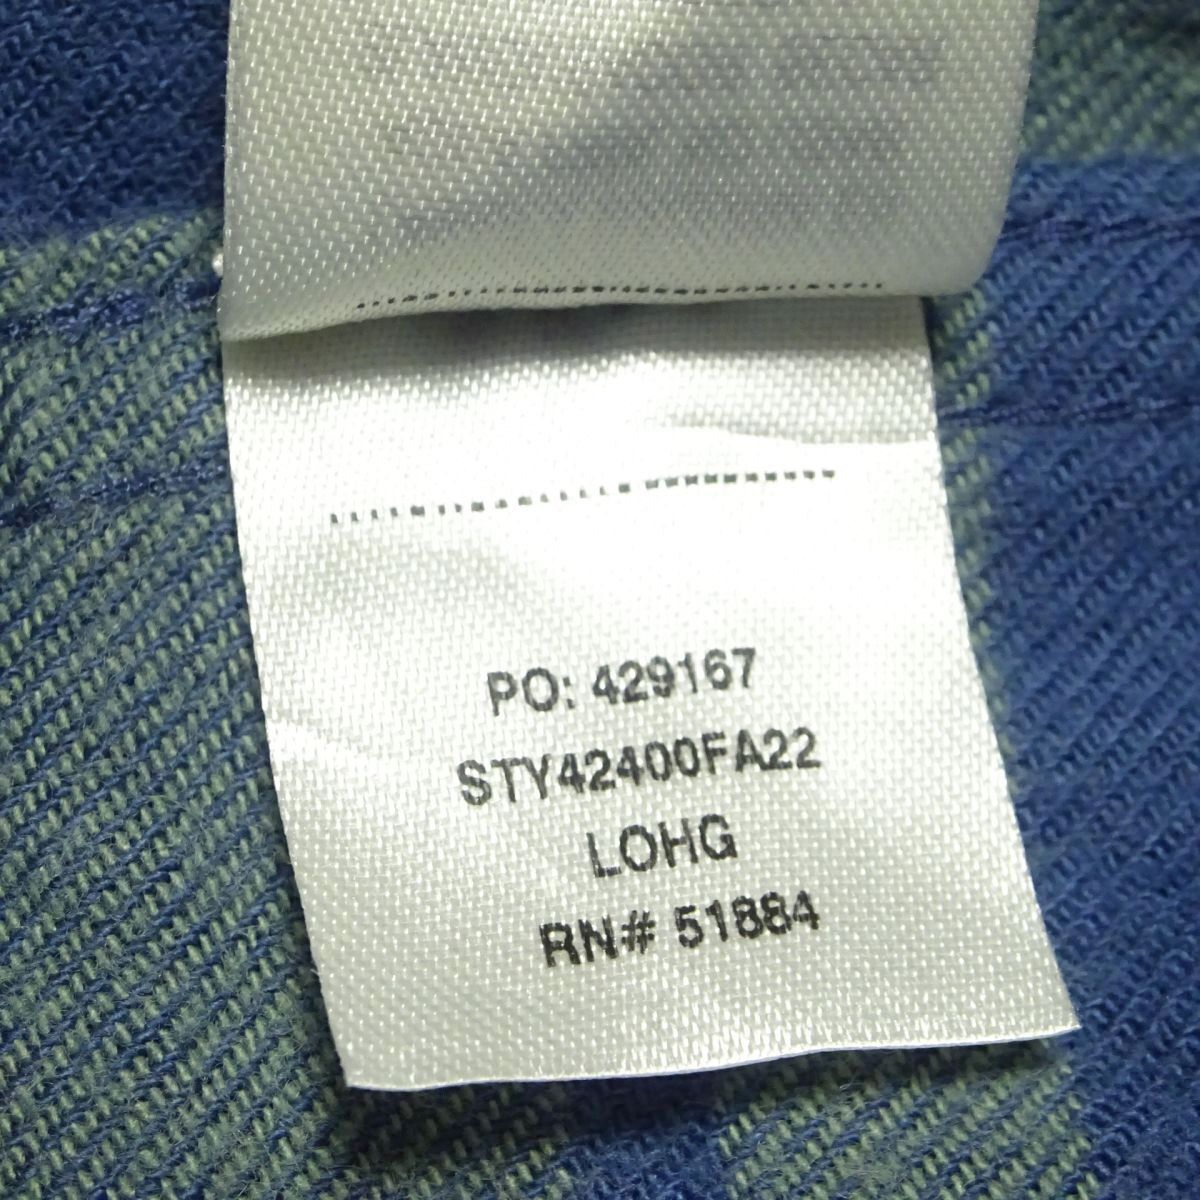 PO: 429167
STY42400FA22
LOHG
RN# 51884